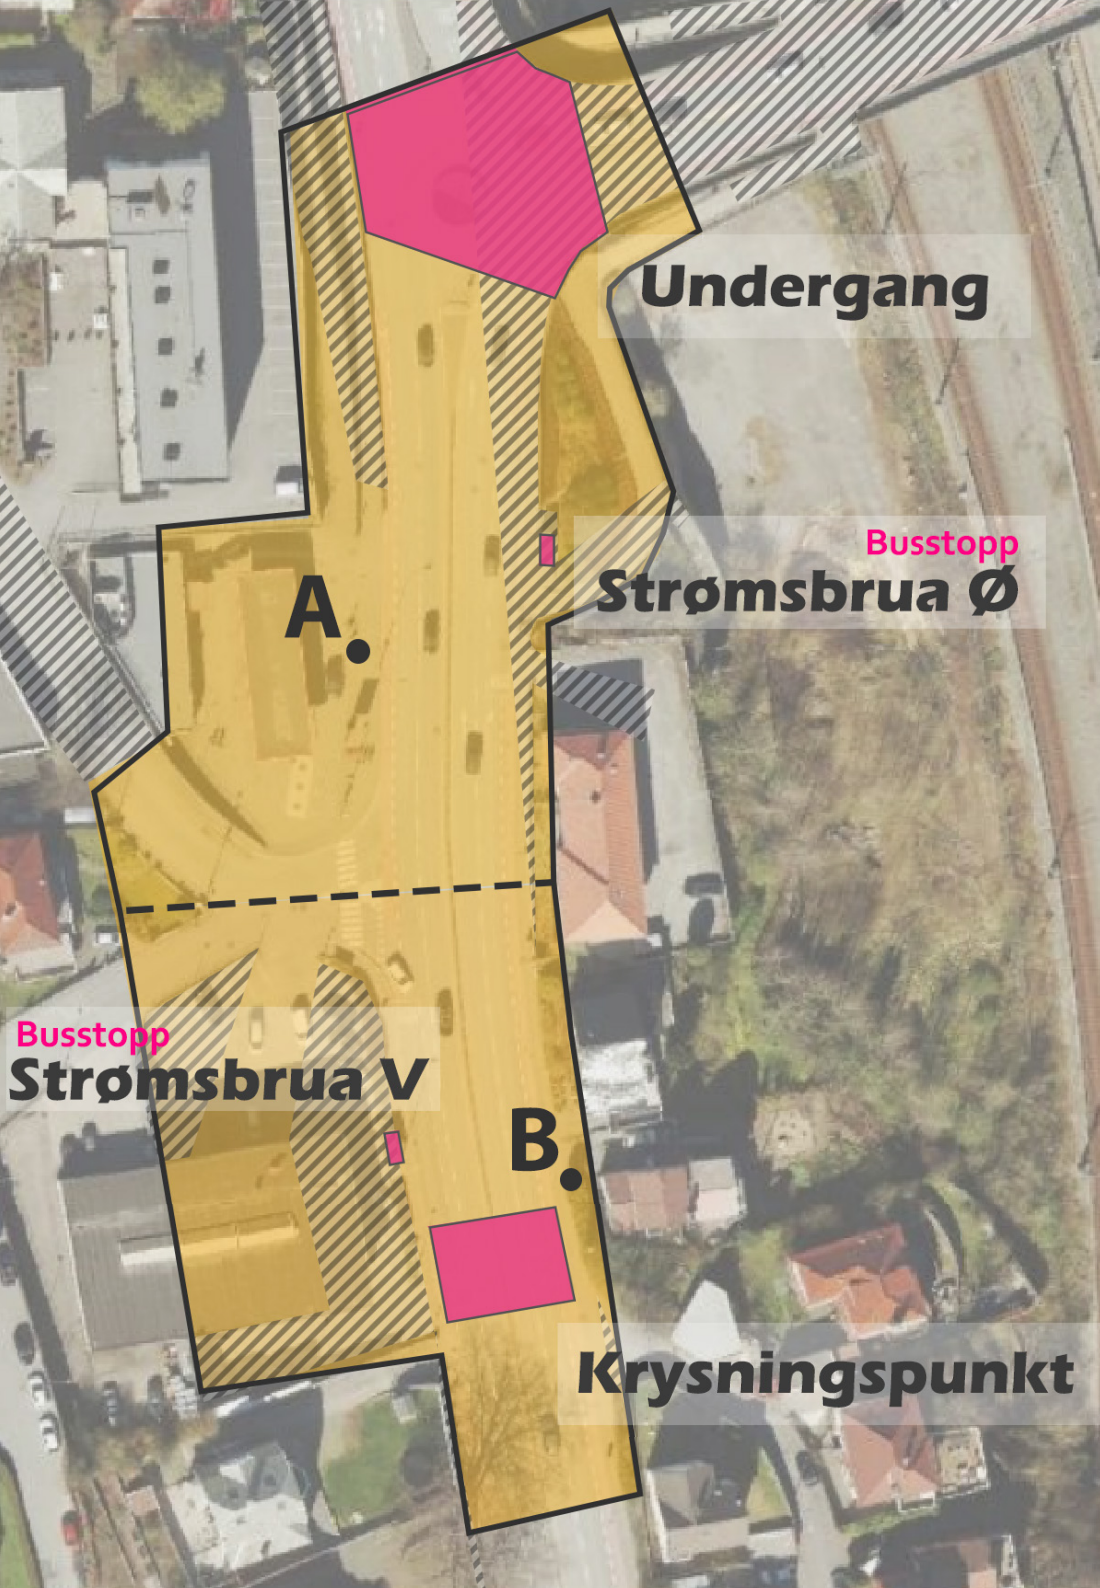 Undergang
Busstopp
Strømsbrua Ø
A
Busstopp
Strømsbrua V
B
Krysningspunkt